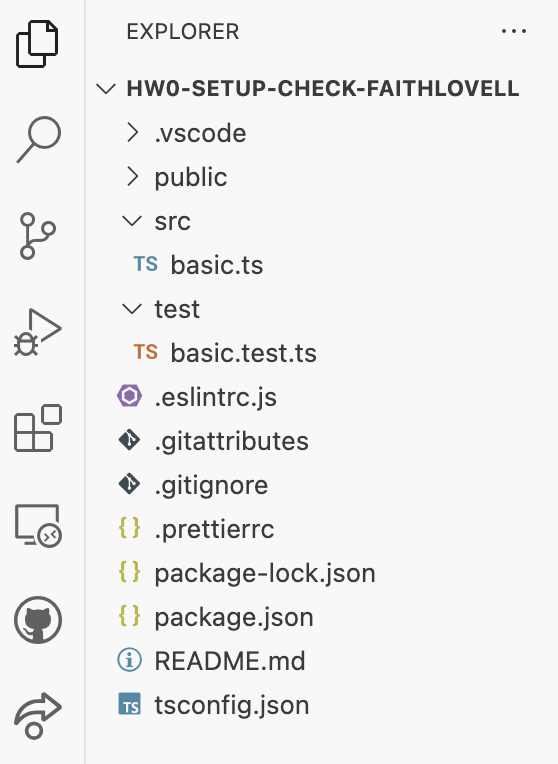 EXPLORER
HW0-SETUP-CHECK-FAITHLOVELL
.vscode
public
src
TS basic.ts
test
TS basic.test.ts
.eslintrc.js
.gitattributes
.gitignore
{} .prettierrc
{} package-lock.json
{} package.json
README.md
TS tsconfig.json